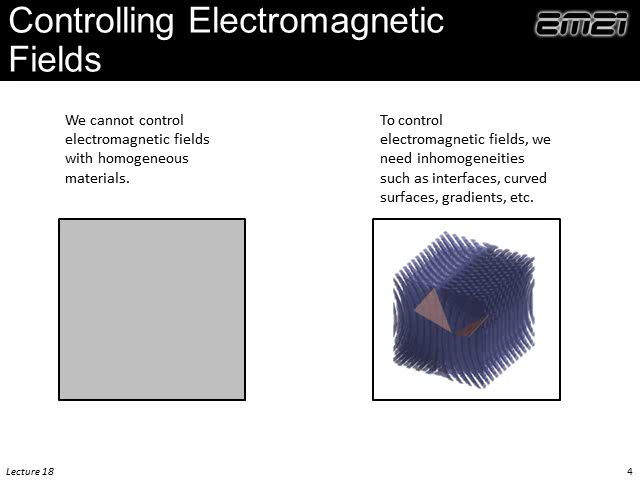 Controlling Electromagnetic
Fields
EM21
We cannot control
electromagnetic fields
with homogeneous
materials.
To control
electromagnetic fields, we
need inhomogeneities
such as interfaces, curved
surfaces, gradients, etc.
Lecture 18
4